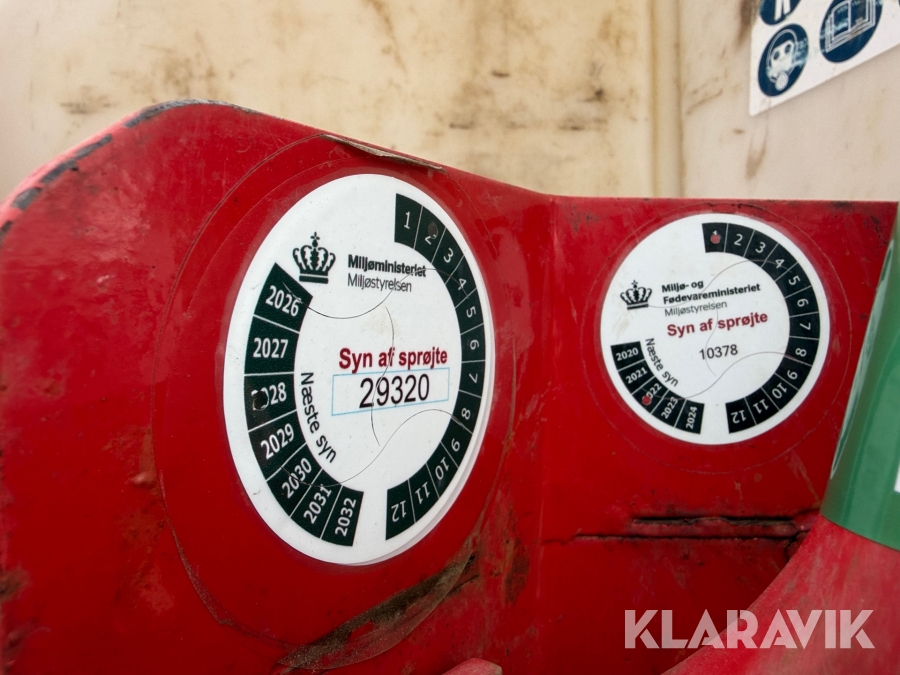 Miljøministeriet
Miljøstyrelsen
Syn af sprøjte
29320
Næste syn
1 2 3 4 5 6 7 8 9 10 11 12
2026 2027 2028 2029 2030 2031 2032
Miljø- og
Fødevareministeriet
Miljøstyrelsen
Syn af sprøjte
10378
Næste syn
1 2 3 4 5 6 7 8 9 10 11 12
2020 2021 2022 2023 2024
KLARAVIK